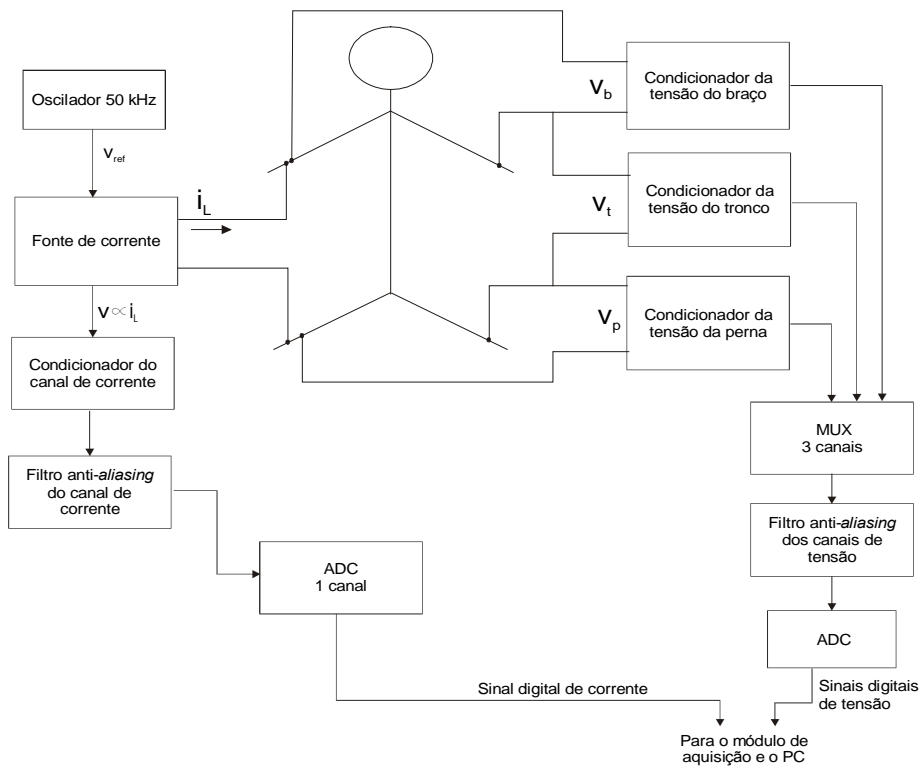 Oscilador 50 kHz
v_ref
Fonte de corrente
i_L
v∝i_L
Condicionador do
canal de corrente
Filtro anti-aliasing
do canal de
corrente
ADC
1 canal
v_b
Condicionador da
tensão do braço
v_t
Condicionador da
tensão do tronco
v_p
Condicionador da
tensão da perna
MUX
3 canais
Filtro anti-aliasing
dos canais de
tensão
ADC
Sinal digital de corrente
Sinais digitais
de tensão
Para o módulo de
aquisição e o PC